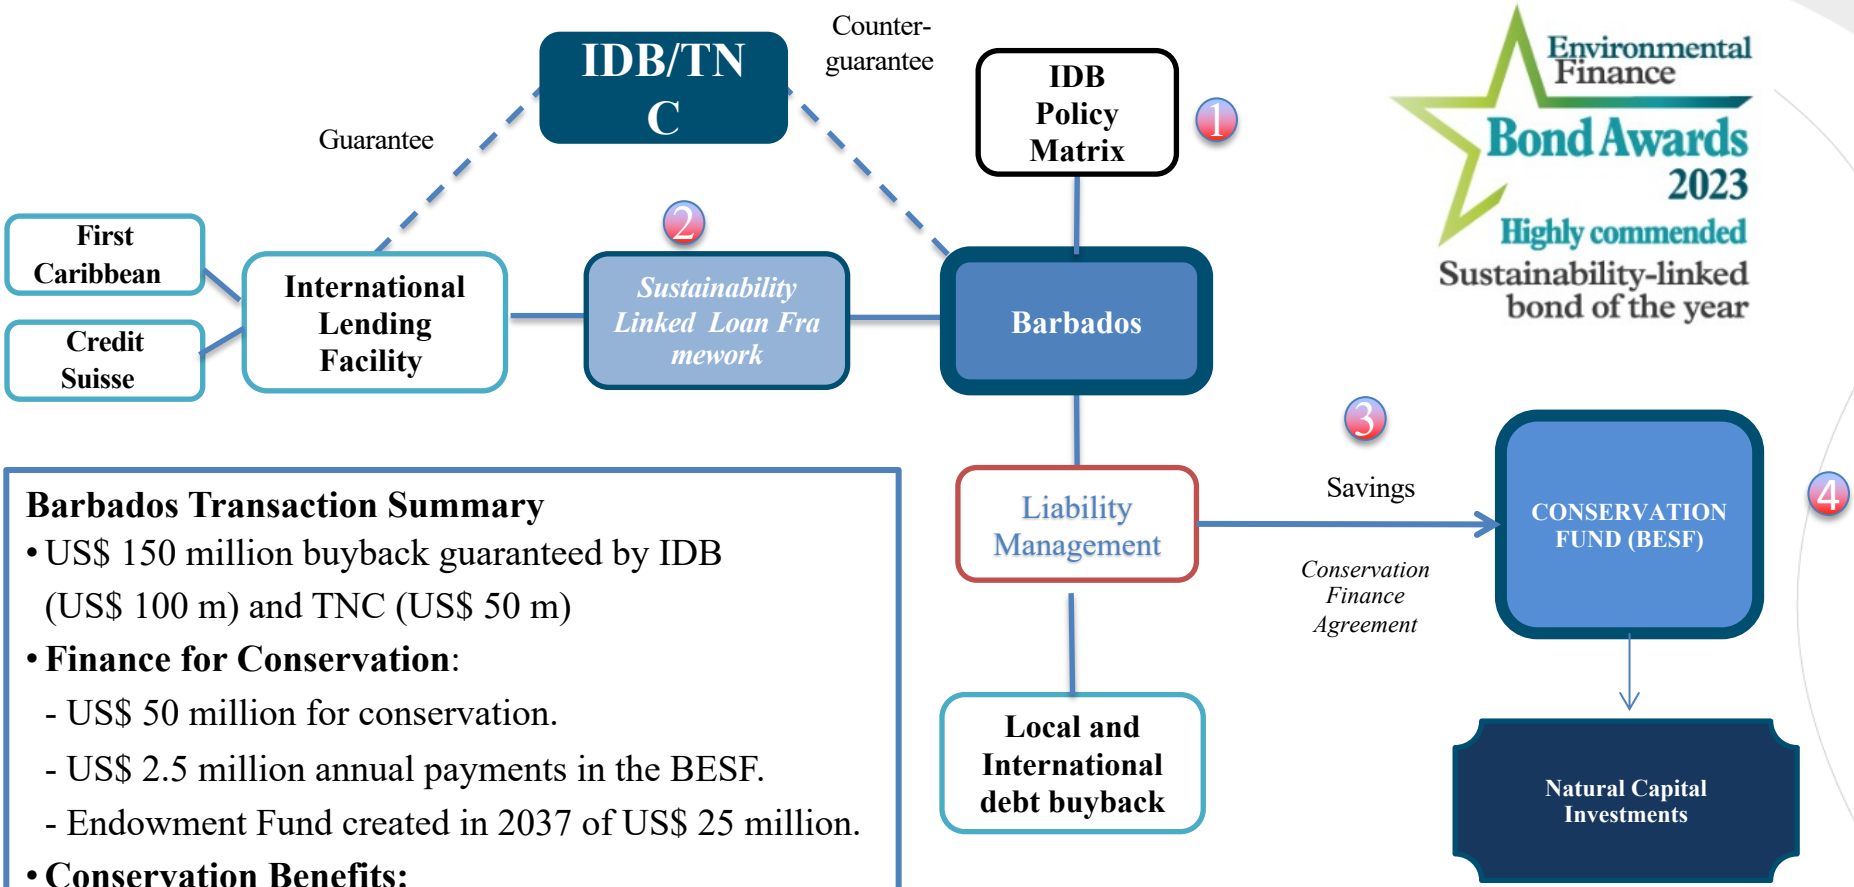 Counter-
guarantee
IDB/TN
C
Guarantee
IDB
Policy
Matrix
1
Environmental
Finance
Bond Awards
2023
Highly commended
Sustainability-linked
bond of the year
First
Caribbean
Credit
Suisse
International
Lending
Facility
2
Sustainability
Linked Loan Fra
mework
Barbados
3
Savings
Conservation
Finance
Agreement
Liability
Management
CONSERVATION
FUND (BESF)
4
Local and
International
debt buyback
Natural Capital
Investments
Barbados Transaction Summary
• US$ 150 million buyback guaranteed by IDB
(US$ 100 m) and TNC (US$ 50 m)
• Finance for Conservation:
- US$ 50 million for conservation.
- US$ 2.5 million annual payments in the BESF.
- Endowment Fund created in 2037 of US$ 25 million.
• Conservation Benefits: